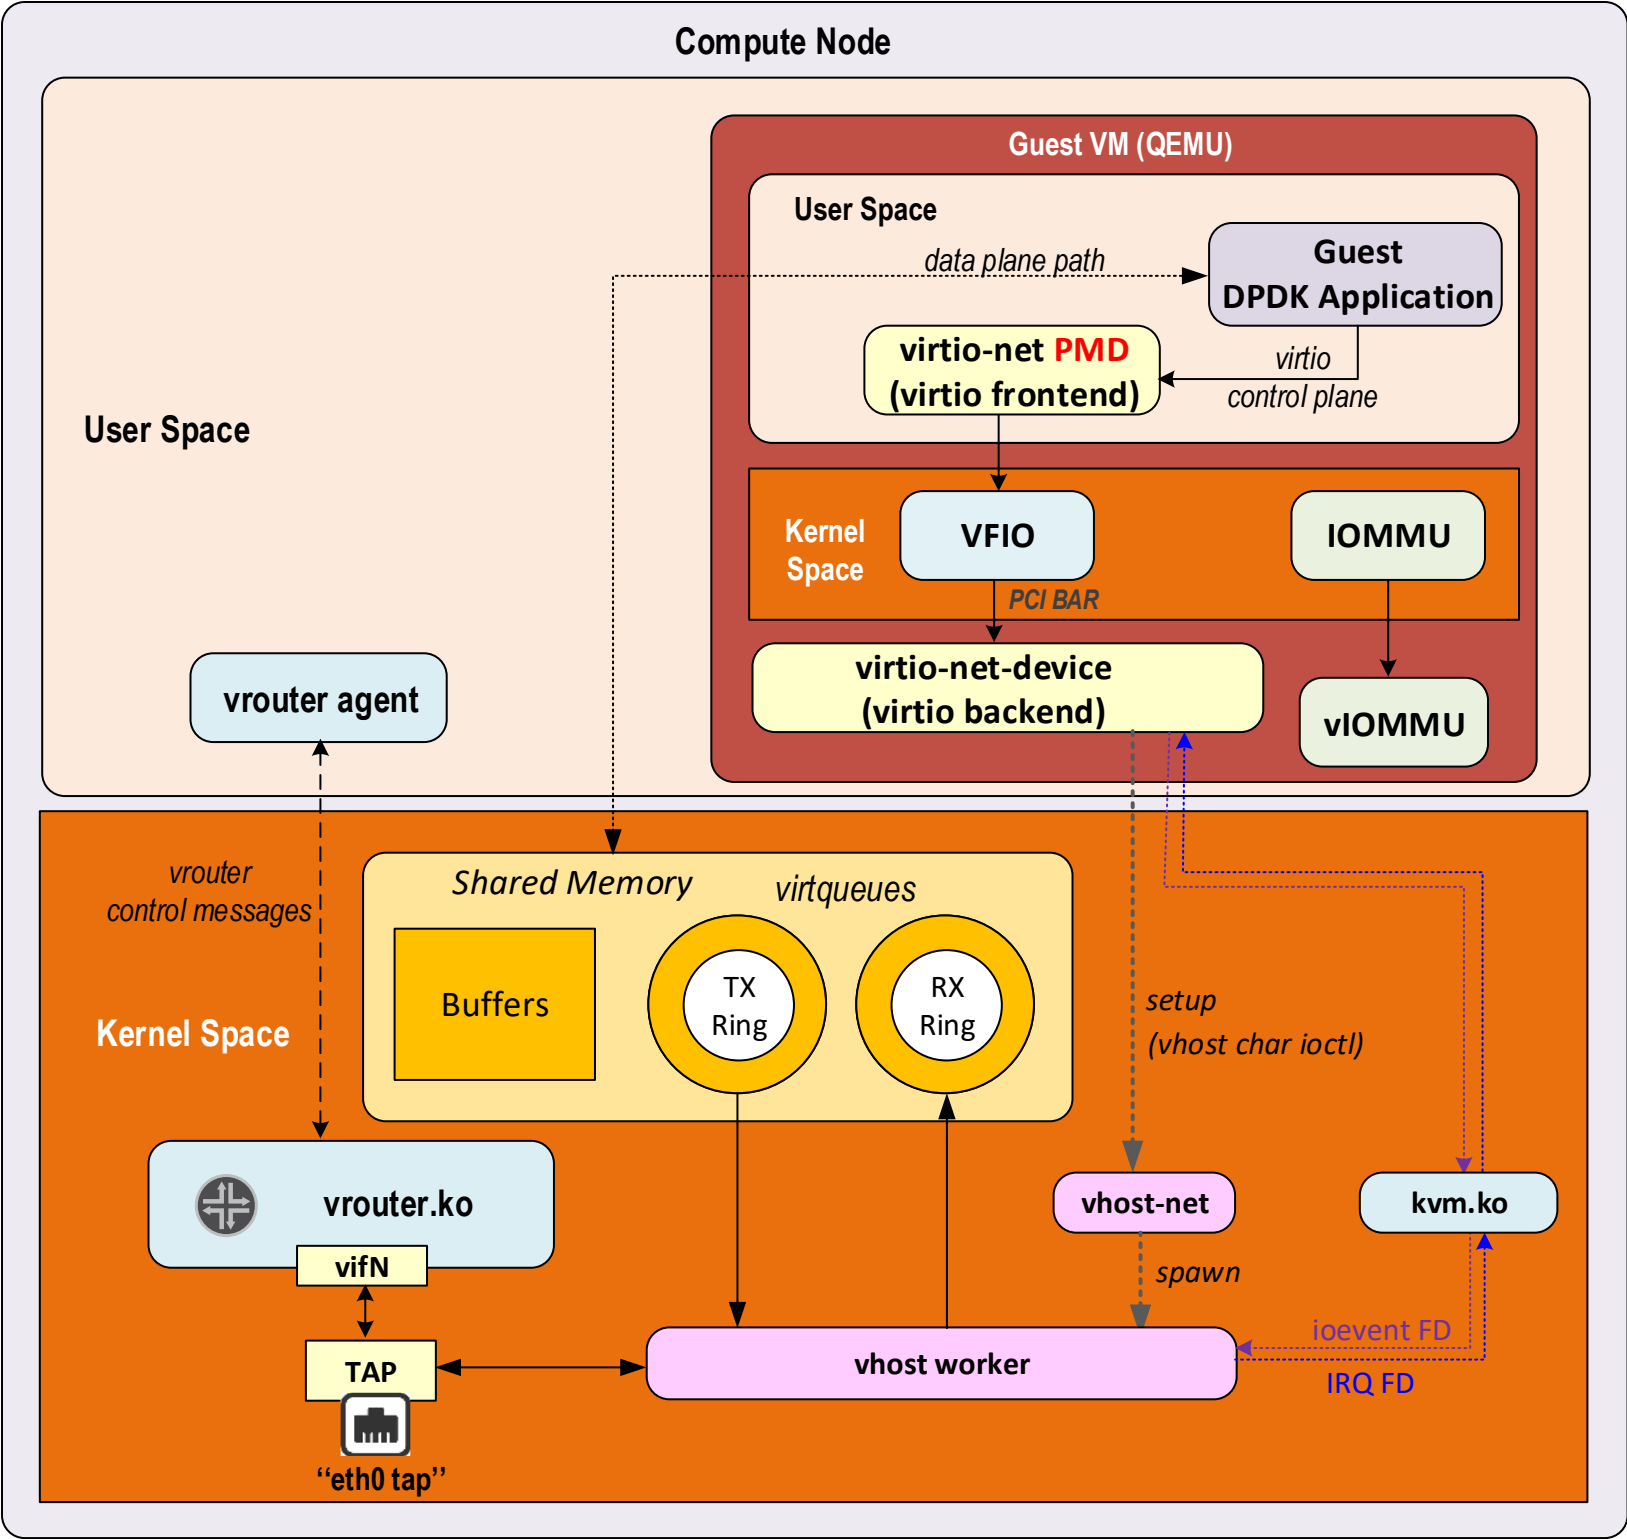 Compute Node
Guest VM (QEMU)
User Space
data plane path
Guest
DPDK Application
virtio-net PMD
(virtio frontend)
virtio
control plane
User Space
Kernel
Space
VFIO
IOMMU
PCI BAR
virtio-net-device
(virtio backend)
vIOMMU
vrouter agent
vrouter
control messages
Shared Memory
virtqueues
Buffers
TX
Ring
RX
Ring
setup
(vhost char ioctl)
Kernel Space
vrouter.ko
vhost-net
kvm.ko
vifN
spawn
ioevent FD
TAP
vhost worker
IRQ FD
“eth0 tap”